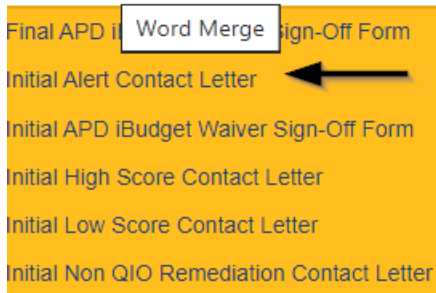 Final APD Sign-Off Form
Word Merge
Initial Alert Contact Letter
Initial APD iBudget Waiver Sign-Off Form
Initial High Score Contact Letter
Initial Low Score Contact Letter
Initial Non QIO Remediation Contact Letter